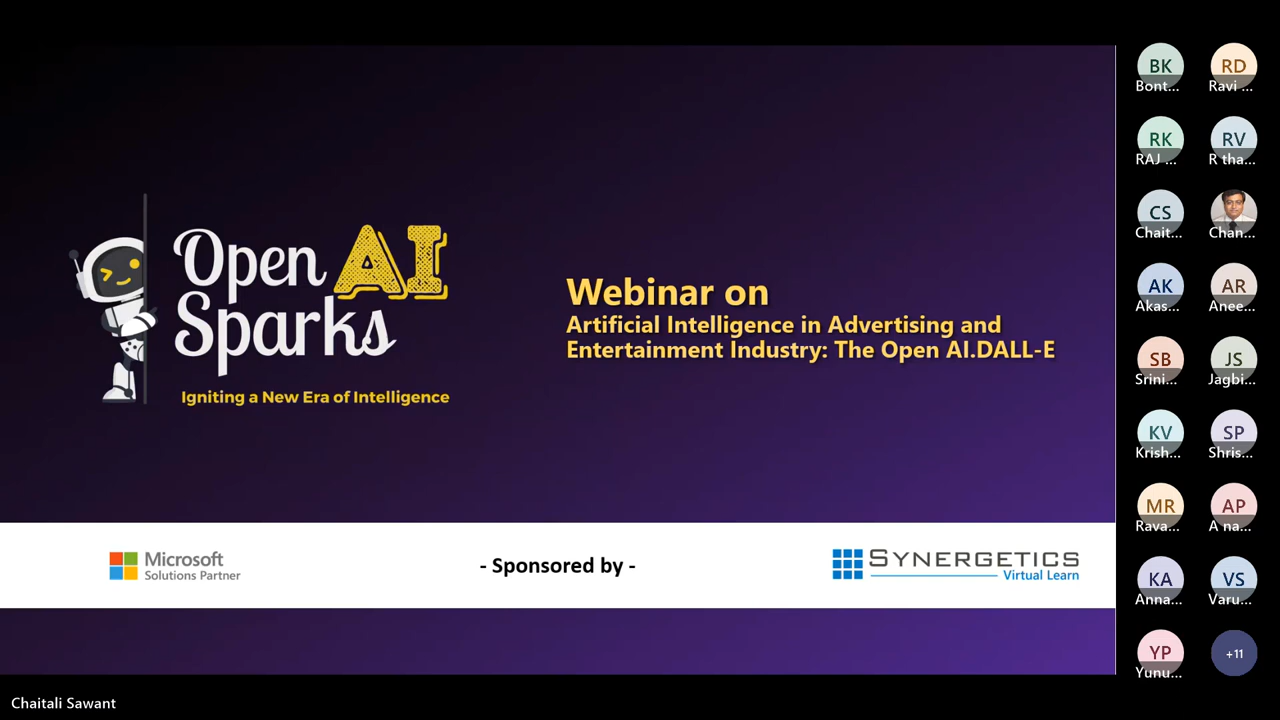 Open AI
Sparks
Igniting a New Era of Intelligence
Webinar on
Artificial Intelligence in Advertising and
Entertainment Industry: The Open AI.DALL-E
Microsoft
Solutions Partner
- Sponsored by -
SYNERGETICS
Virtual Learn
BK
Bont...
RD
Ravi ...
RK
RAJ ...
RV
R tha...
CS
Chait...
Chan...
AK
Akas...
AR
Anee...
SB
Srini...
JS
Jagbi...
KV
Krish...
SP
Shris...
MR
Rava...
AP
A na...
KA
Anna...
VS
Varu...
YP
Yunu...
+11
Chaitali Sawant